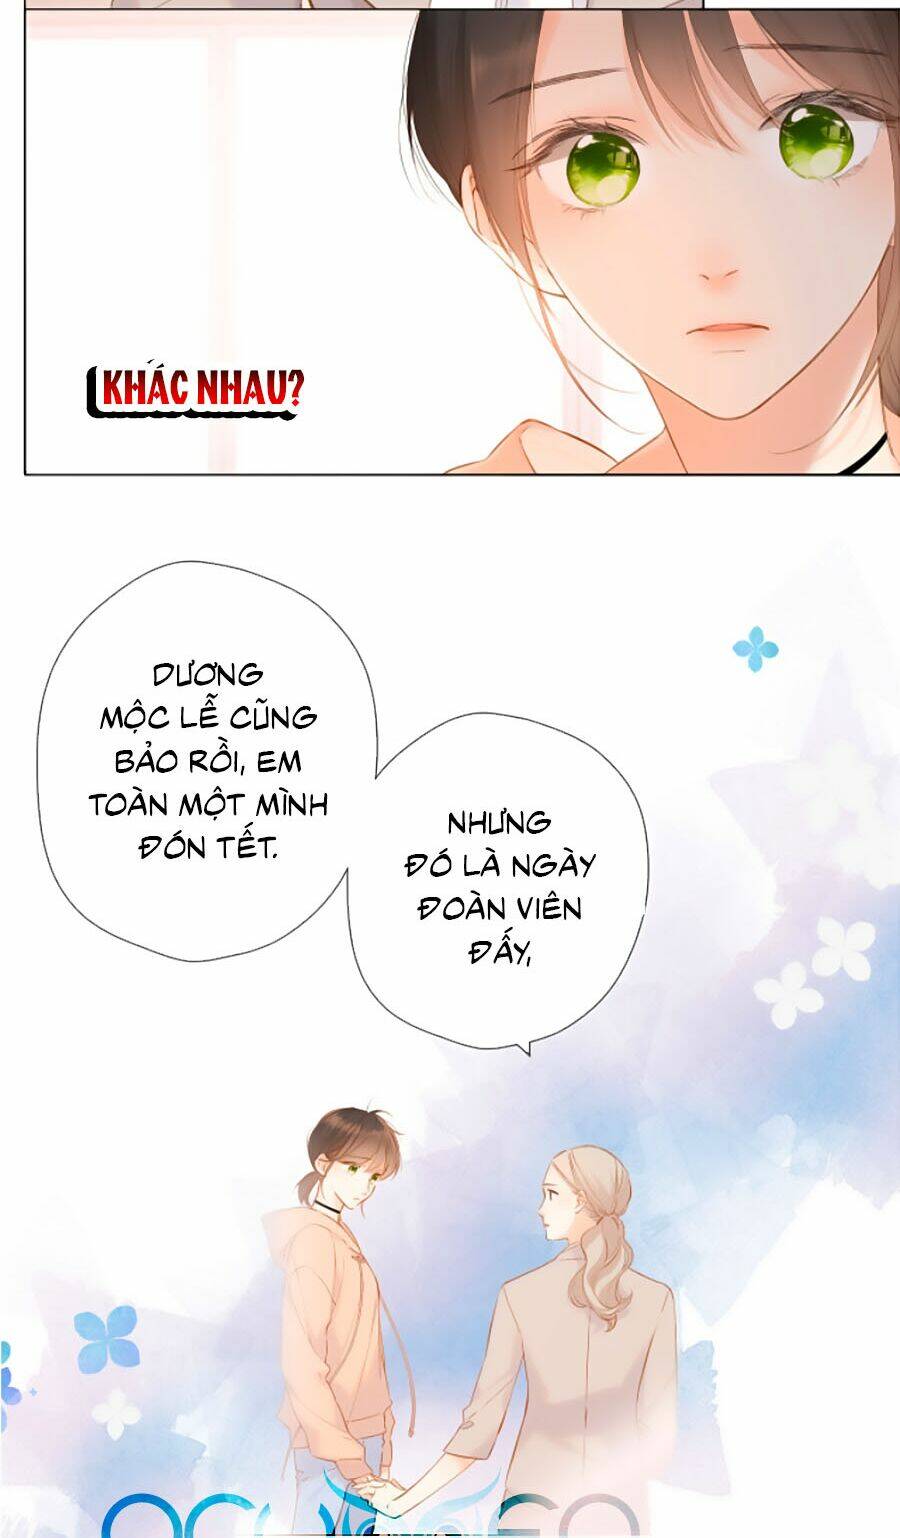 KHÁC NHAU?
DƯƠNG
MỘC LỄ CŨNG
BẢO RỒI, EM
TOÀN MỘT MÌNH
ĐÓN TẾT.
NHƯNG
ĐÓ LÀ NGÀY
ĐOÀN VIÊN
ĐẤY,